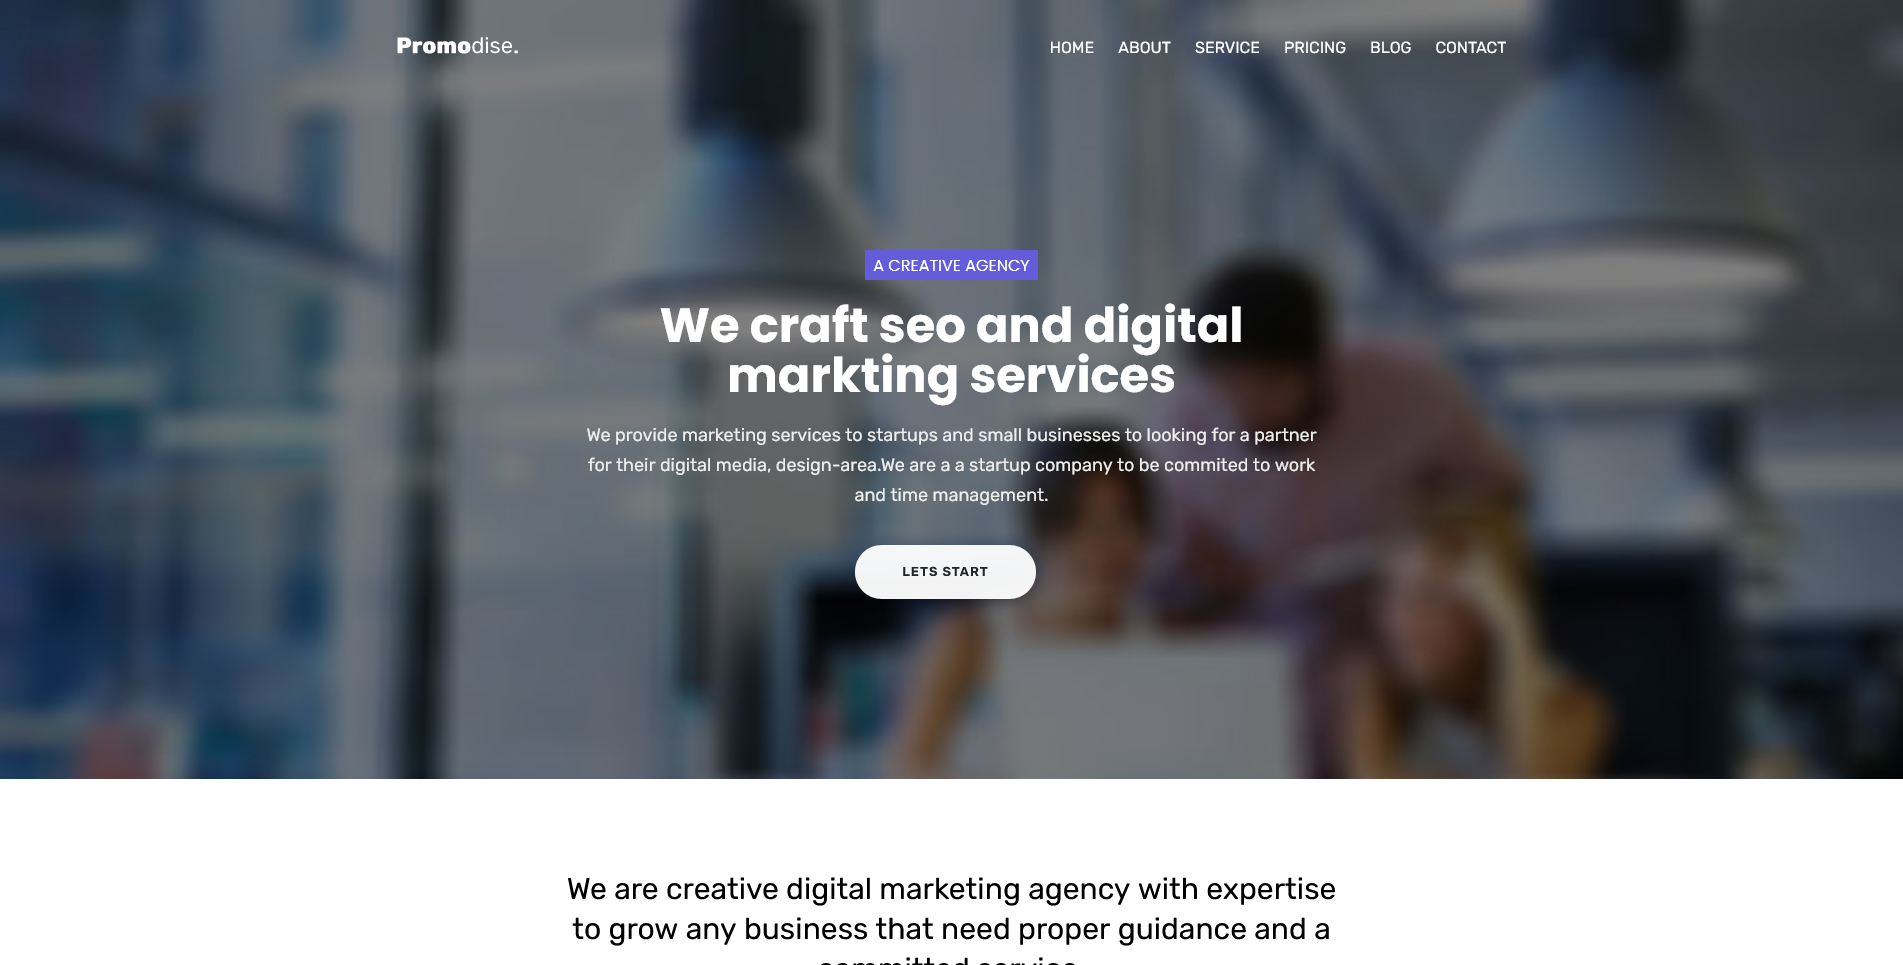 Promodise.
HOME ABOUT SERVICE PRICING BLOG CONTACT
A CREATIVE AGENCY
We craft seo and digital
markting services
We provide marketing services to startups and small businesses to looking for a partner
for their digital media, design-area.We are a a startup company to be commited to work
and time management.
LETS START
We are creative digital marketing agency with expertise
to grow any business that need proper guidance and a
committed service